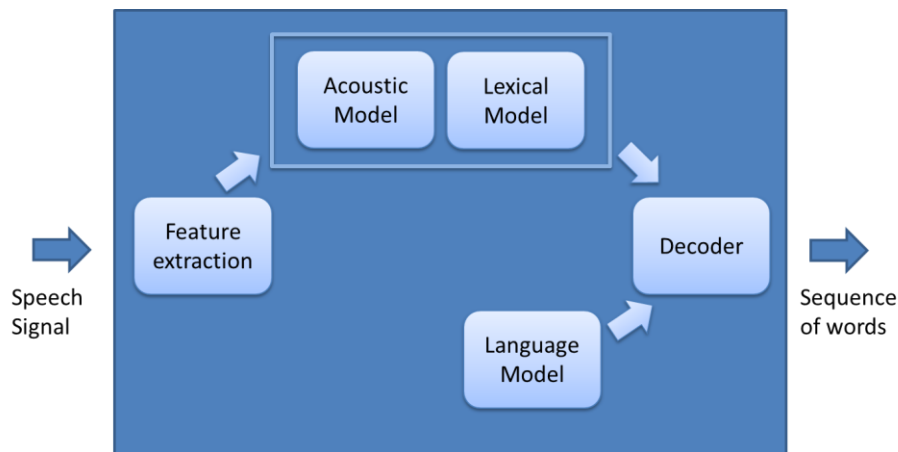 Acoustic
Model
Lexical
Model
Feature
extraction
Decoder
Speech
Signal
Sequence
of words
Language
Model